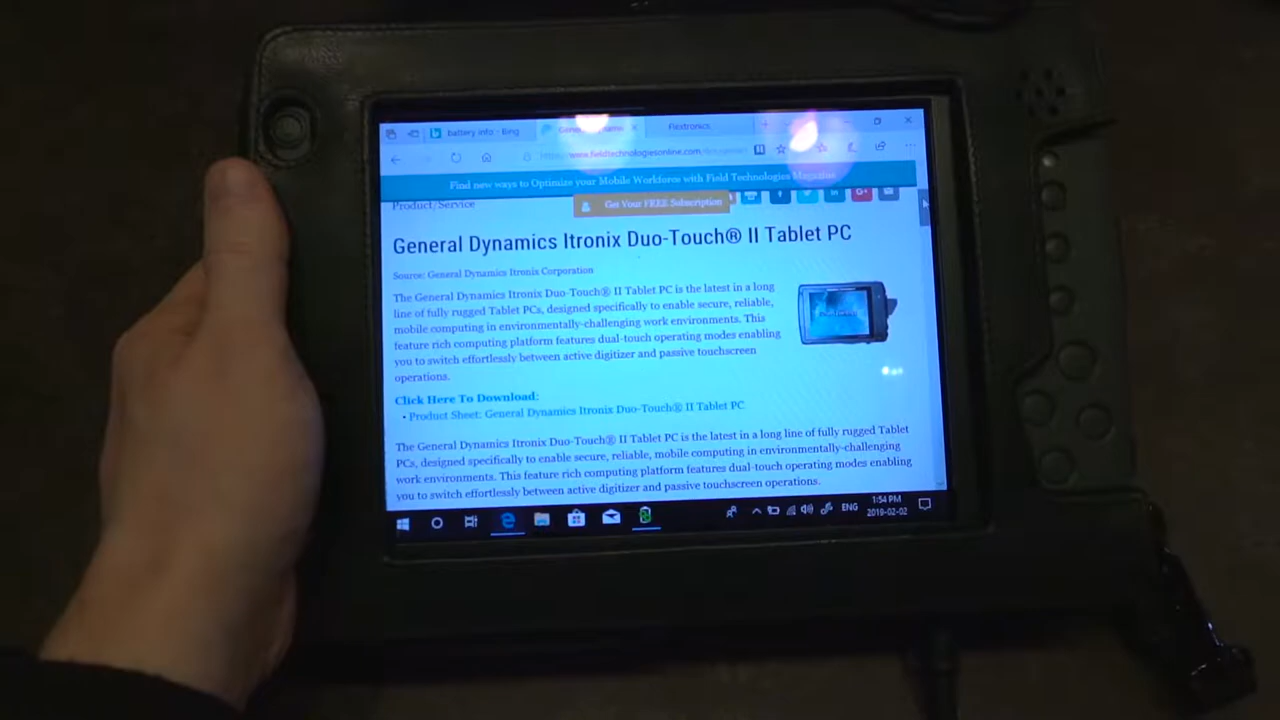 battery info - Bing
Flextronics
www.fieldtechnologiesonline.com
Find new ways to Optimize your Mobile Workforce with Field Technologies Magazine
Product/Service
Get Your FREE Subscription
General Dynamics Itronix Duo-Touch® II Tablet PC
Source: General Dynamics Itronix Corporation
The General Dynamics Itronix Duo-Touch® II Tablet PC is the latest in a long
line of fully rugged Tablet PCs, designed specifically to enable secure, reliable,
mobile computing in environmentally-challenging work environments. This
feature rich computing platform features dual-touch operating modes enabling
you to switch effortlessly between active digitizer and passive touchscreen
operations.
Click Here To Download:
• Product Sheet: General Dynamics Itronix Duo-Touch® II Tablet PC
The General Dynamics Itronix Duo-Touch® II Tablet PC is the latest in a long line of fully rugged Tablet
PCs, designed specifically to enable secure, reliable, mobile computing in environmentally-challenging
work environments. This feature rich computing platform features dual-touch operating modes enabling
you to switch effortlessly between active digitizer and passive touchscreen operations.
ENG
1:54 PM
2019-02-02